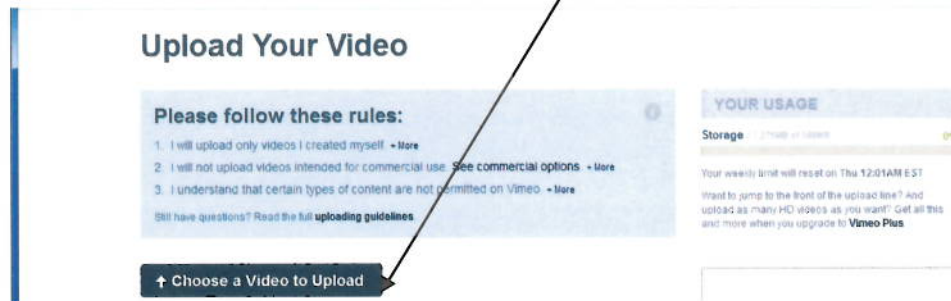 Upload Your Video
Please follow these rules:
1. I will upload only videos I created myself. + More
2. I will not upload videos intended for commercial use. See commercial options. + More
3. I understand that certain types of content are not permitted on Vimeo. + More
Still have questions? Read the full uploading guidelines
↑ Choose a Video to Upload
YOUR USAGE
Storage
Your weekly limit will reset on Thu 12:01AM EST
Want to jump to the front of the upload line? And
upload as many HD videos as you want? Get all this
and more when you upgrade to Vimeo Plus